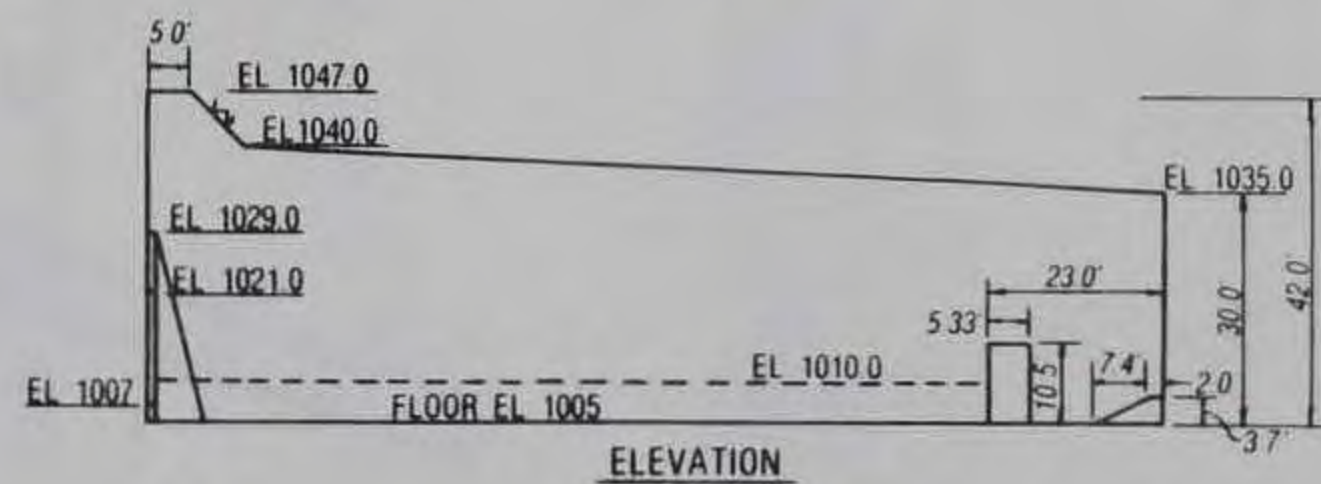 5 0'
EL 1047.0
EL 1040.0
EL 1035.0
EL 1029.0
EL 1021.0
23 0'
5 33'
30 0'
42 0'
EL 1010.0
10 5'
7 4'
2 0'
EL 1007
FLOOR EL 1005
3 7'
ELEVATION